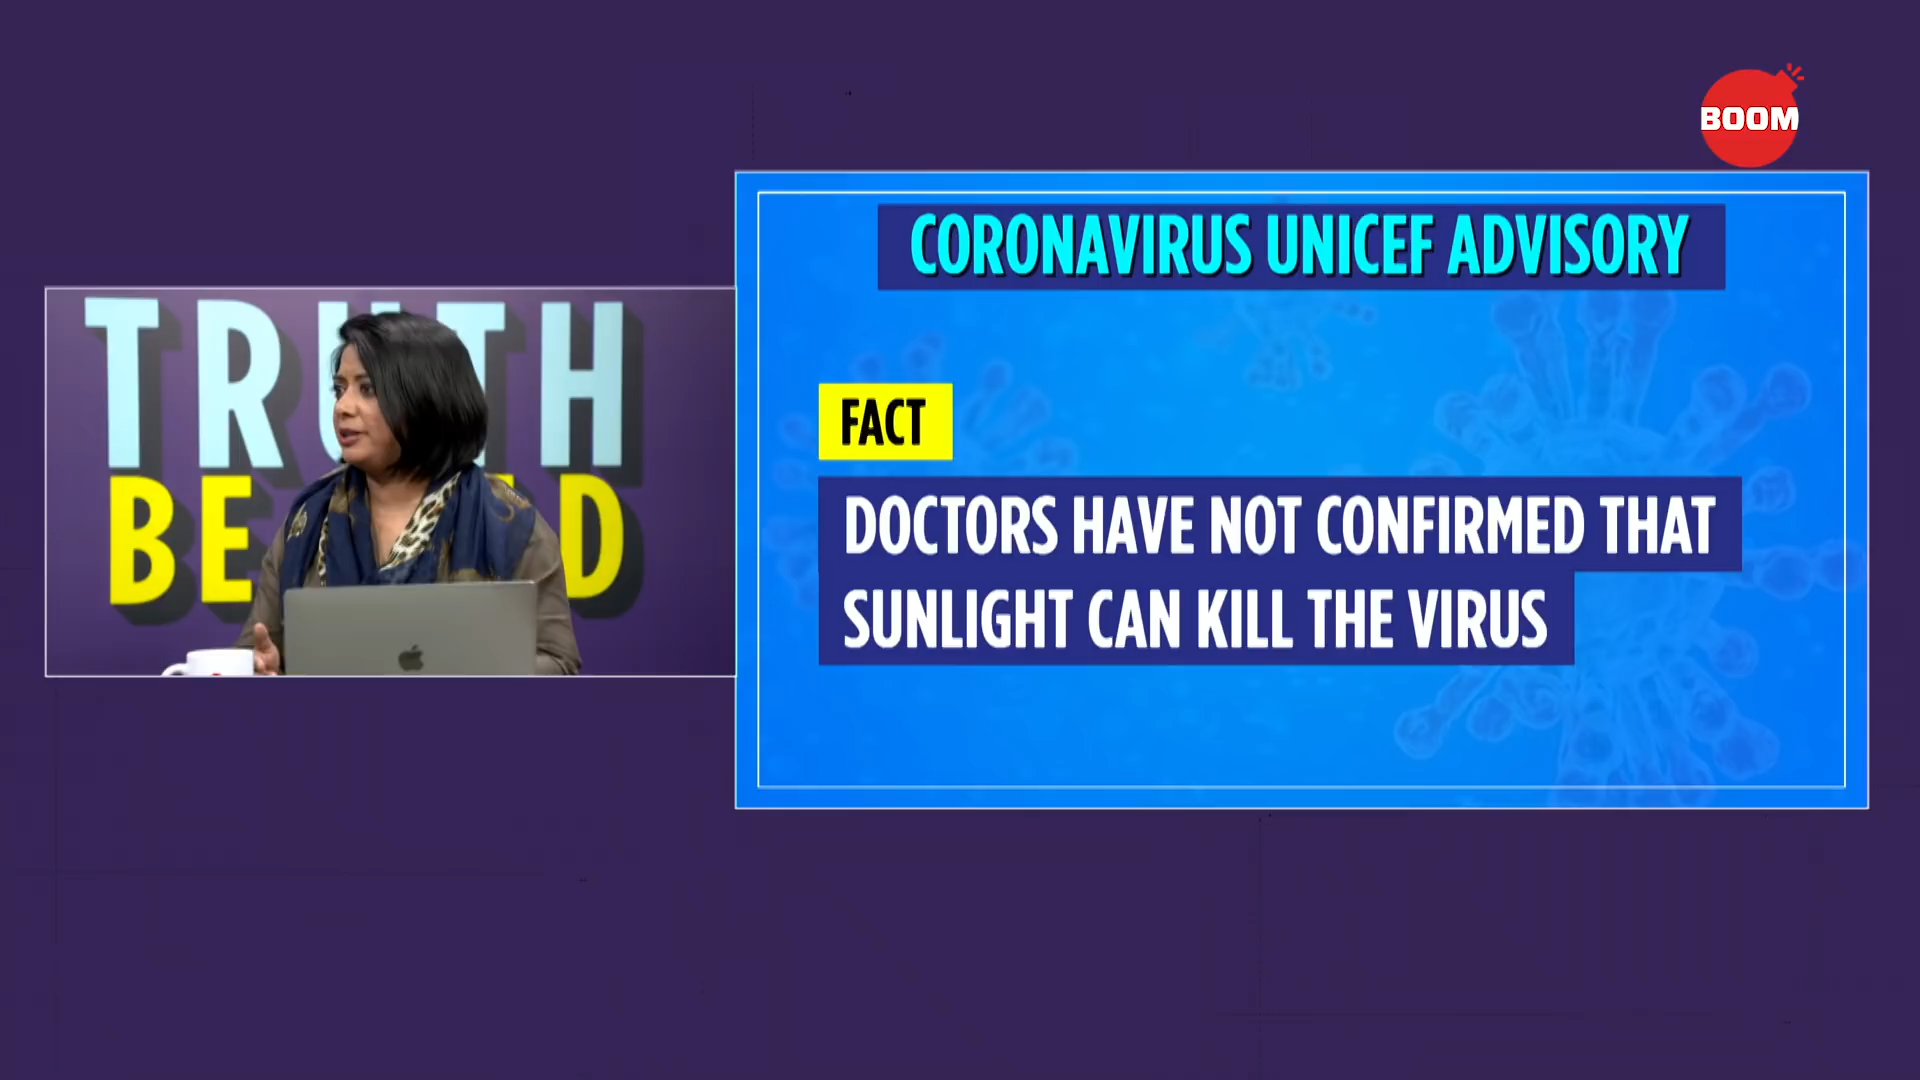 BOOM
CORONAVIRUS UNICEF ADVISORY
TRUTH
BE D
FACT
DOCTORS HAVE NOT CONFIRMED THAT
SUNLIGHT CAN KILL THE VIRUS